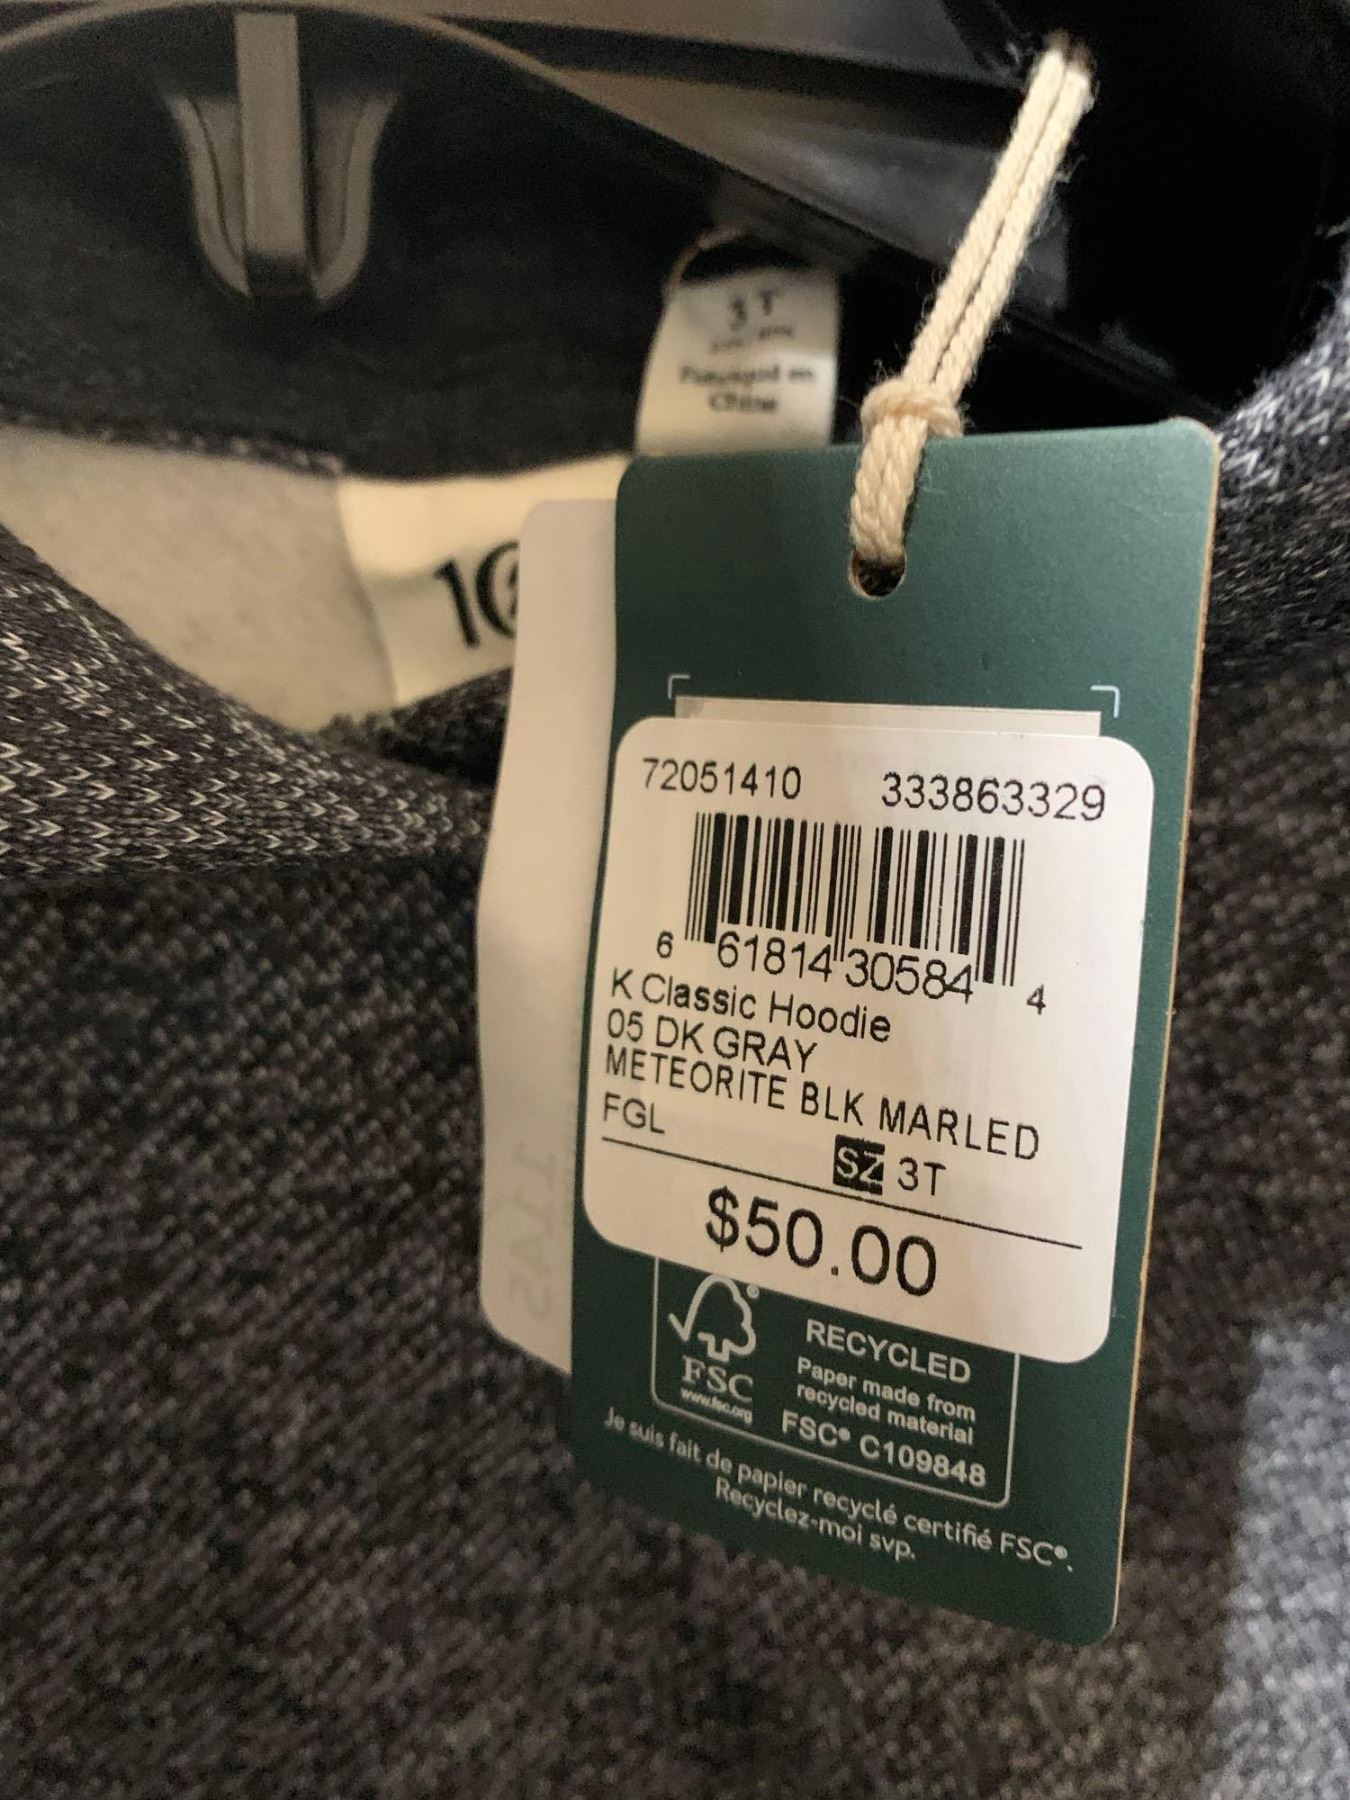 3T
Chine
10
72051410 333863329
6 61814 30584 4
K Classic Hoodie
05 DK GRAY
METEORITE BLK MARLED
FGL
SZ 3T
$50.00
FSC
www.fsc.org
RECYCLED
Paper made from
recycled material
FSC® C109848
Je suis fait de papier recyclé certifié FSC®.
Recyclez-moi svp.